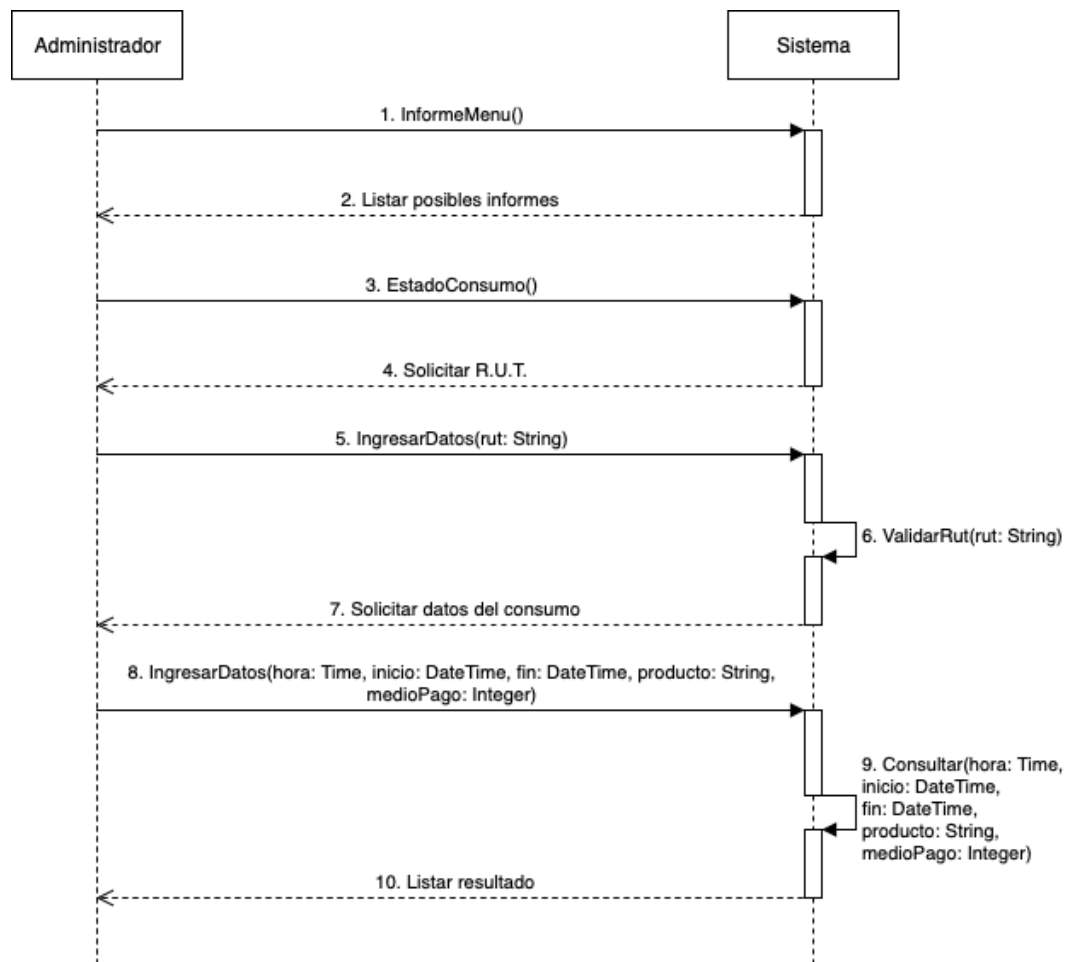 Administrador
Sistema
1. InformeMenu()
2. Listar posibles informes
3. EstadoConsumo()
4. Solicitar R.U.T.
5. IngresarDatos(rut: String)
6. ValidarRut(rut: String)
7. Solicitar datos del consumo
8. IngresarDatos(hora: Time, inicio: DateTime, fin: DateTime, producto: String,
medioPago: Integer)
9. Consultar(hora: Time,
inicio: DateTime,
fin: DateTime,
producto: String,
medioPago: Integer)
10. Listar resultado